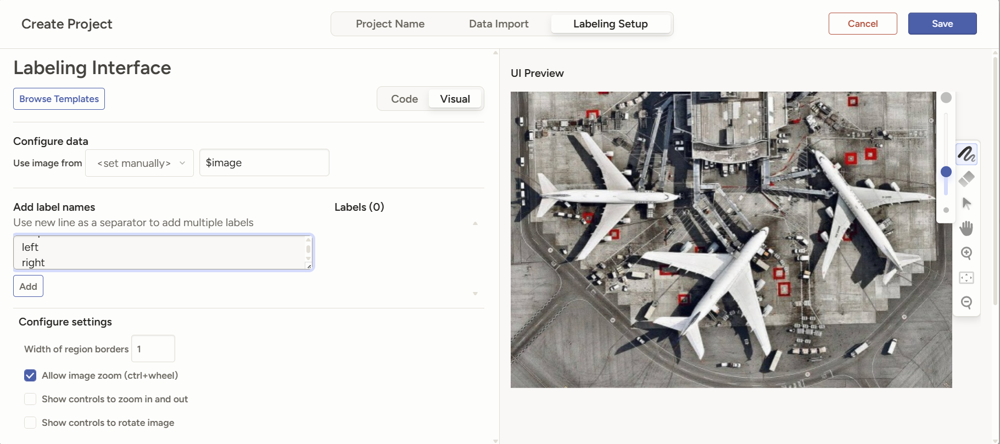 Create Project
Project Name
Data Import
Labeling Setup
Cancel
Save
Labeling Interface
Browse Templates
Code
Visual
Configure data
Use image from
<set manually>
$image
Add label names
Use new line as a separator to add multiple labels
left
right
Add
Labels (0)
Configure settings
Width of region borders
1
Allow image zoom (ctrl+wheel)
Show controls to zoom in and out
Show controls to rotate image
UI Preview